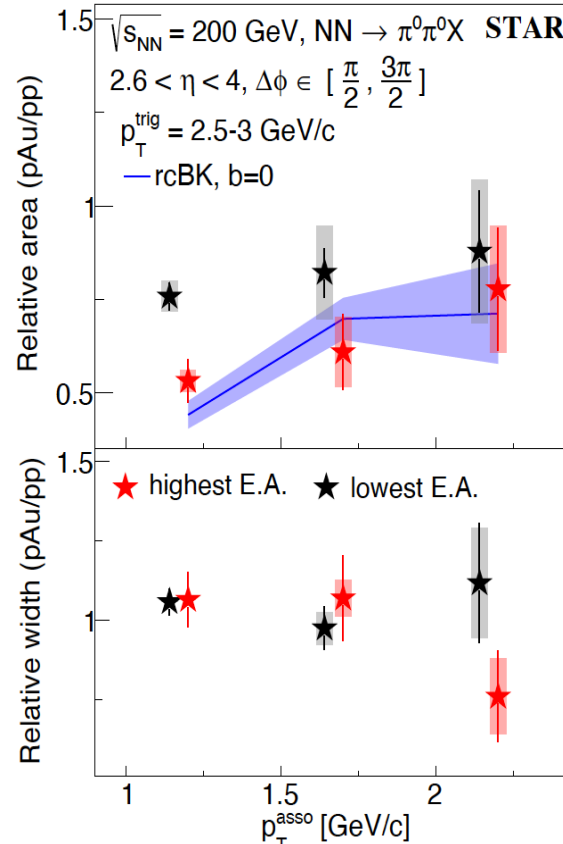 √s_NN = 200 GeV, NN → π⁰π⁰X STAR
2.6 < η < 4, Δϕ ∈ [π/2, 3π/2]
p_T^trig = 2.5-3 GeV/c
rcBK, b=0
Relative area (pAu/pp)
1.5
1
0.5
highest E.A.
lowest E.A.
Relative width (pAu/pp)
1.5
1
1
1.5
2
p_T^asso [GeV/c]